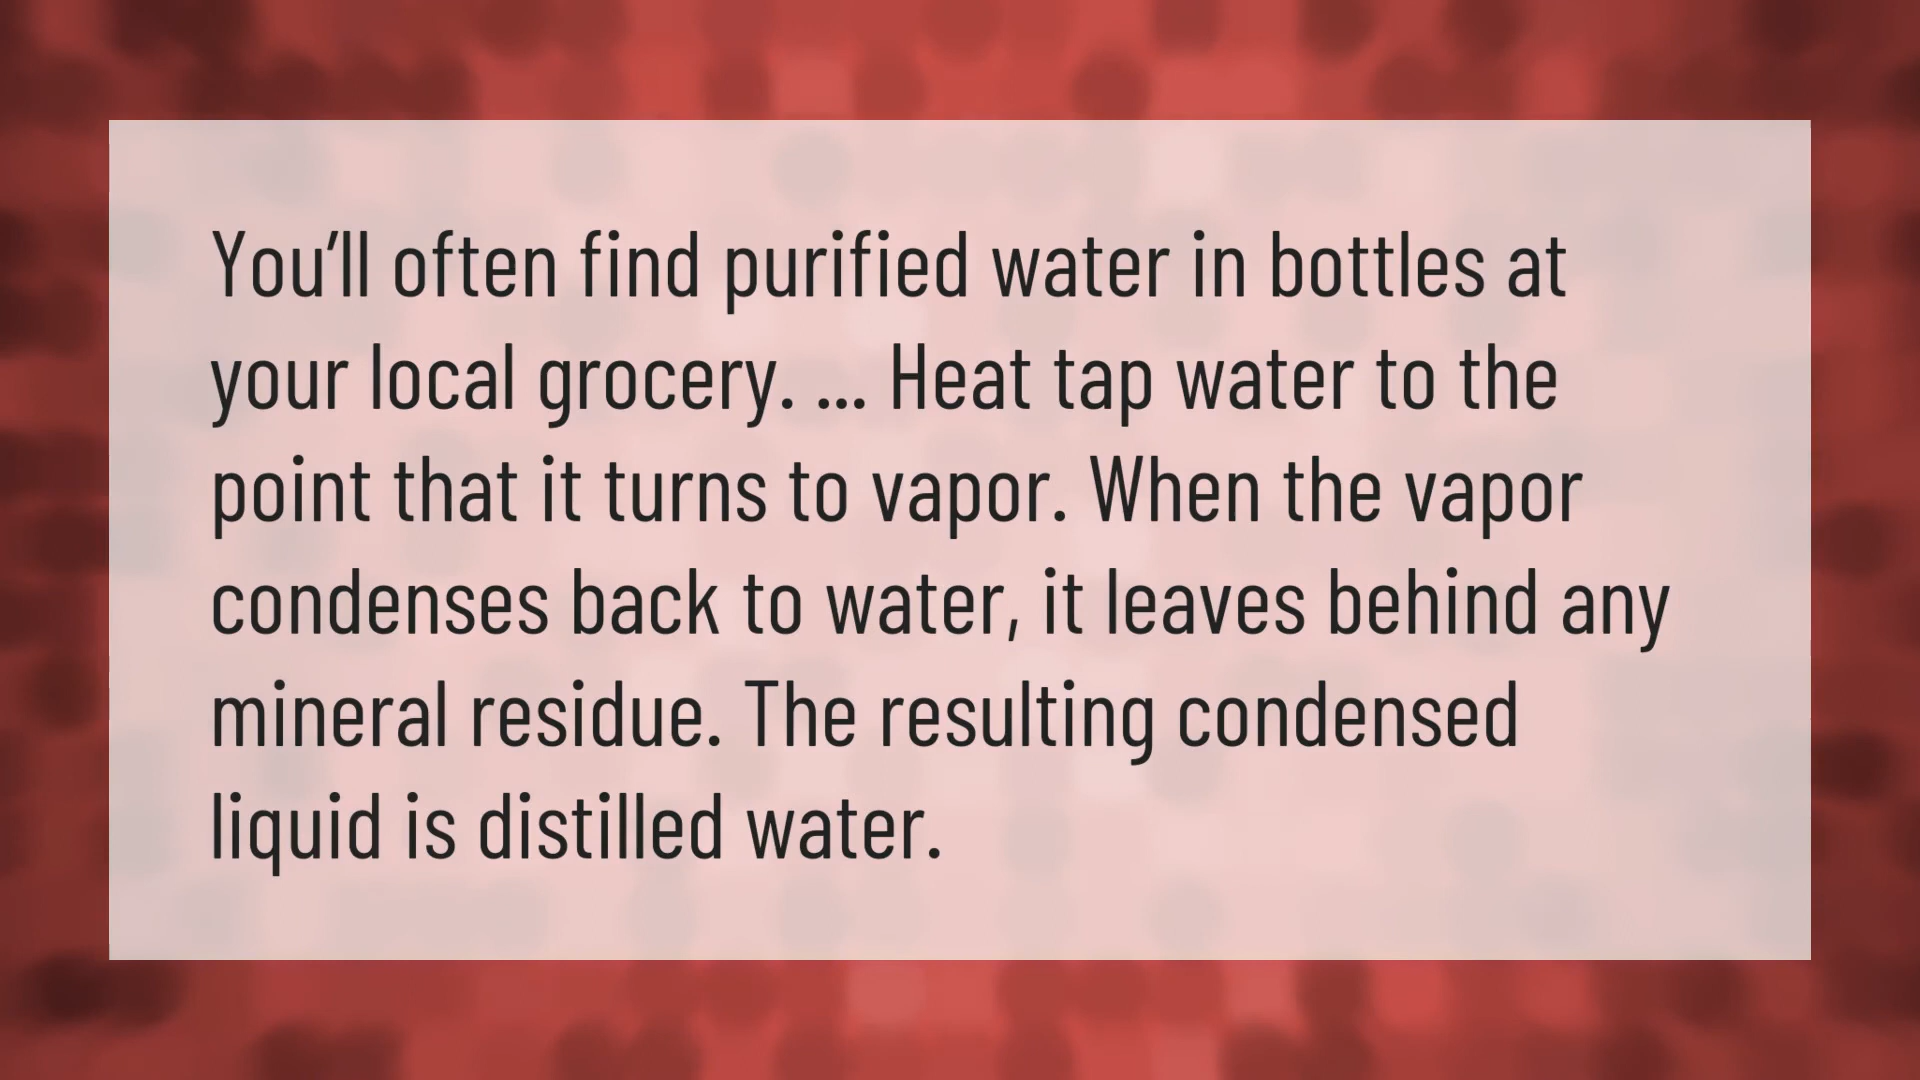 You’ll often find purified water in bottles at
your local grocery. ... Heat tap water to the
point that it turns to vapor. When the vapor
condenses back to water, it leaves behind any
mineral residue. The resulting condensed
liquid is distilled water.